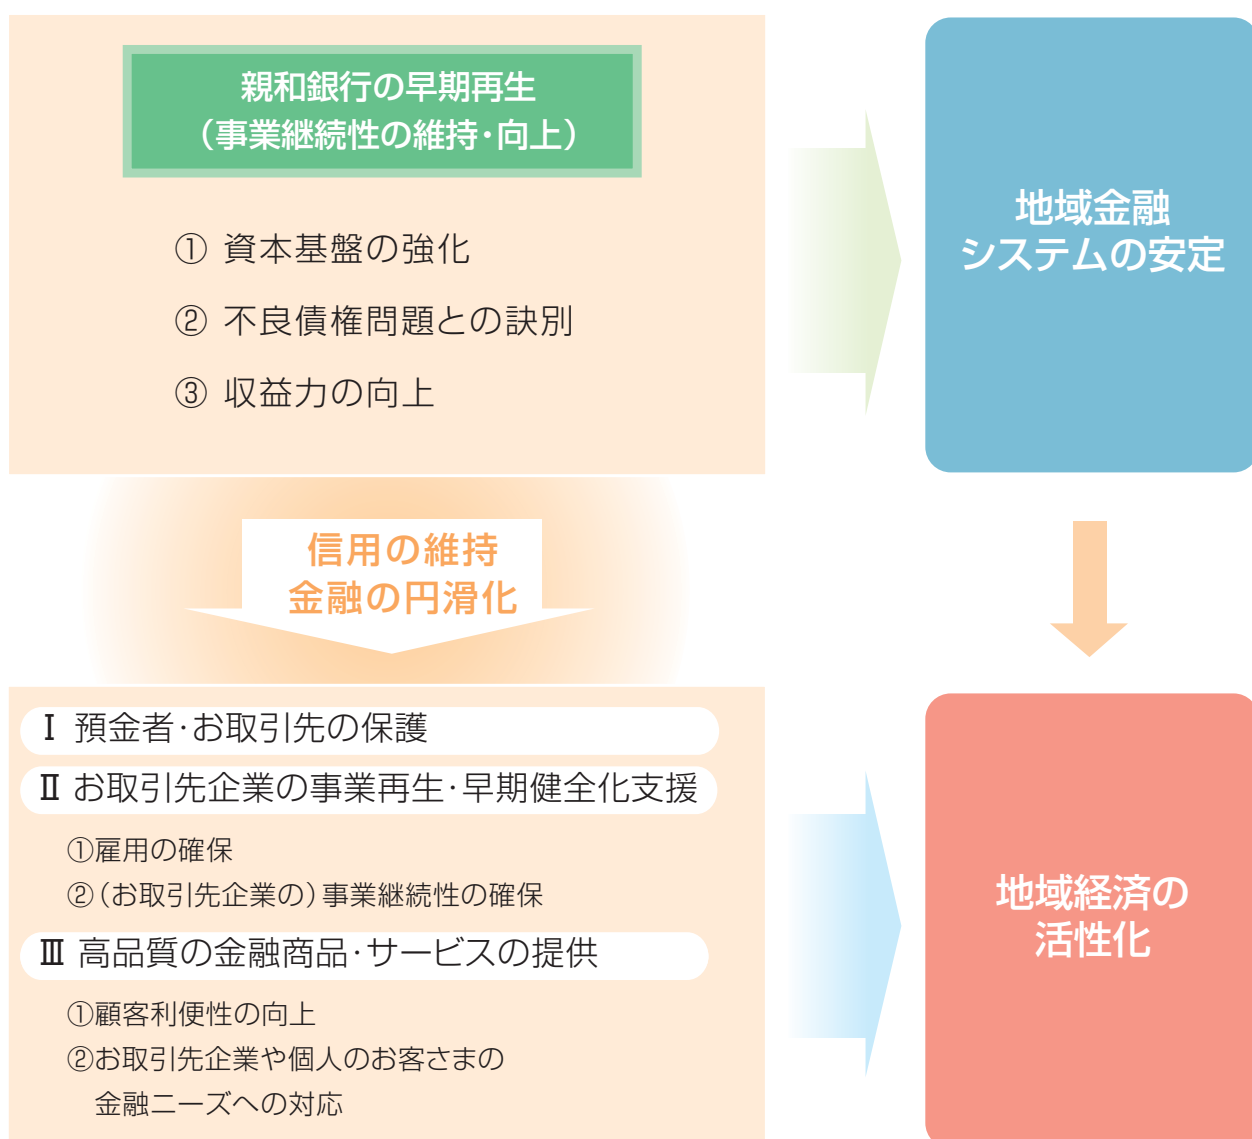 親和銀行の早期再生
（事業継続性の維持・向上）
① 資本基盤の強化
② 不良債権問題との訣別
③ 収益力の向上
地域金融
システムの安定
信用の維持
金融の円滑化
Ⅰ 預金者・お取引先の保護
Ⅱ お取引先企業の事業再生・早期健全化支援
①雇用の確保
②（お取引先企業の）事業継続性の確保
Ⅲ 高品質の金融商品・サービスの提供
①顧客利便性の向上
②お取引先企業や個人のお客さまの
金融ニーズへの対応
地域経済の
活性化